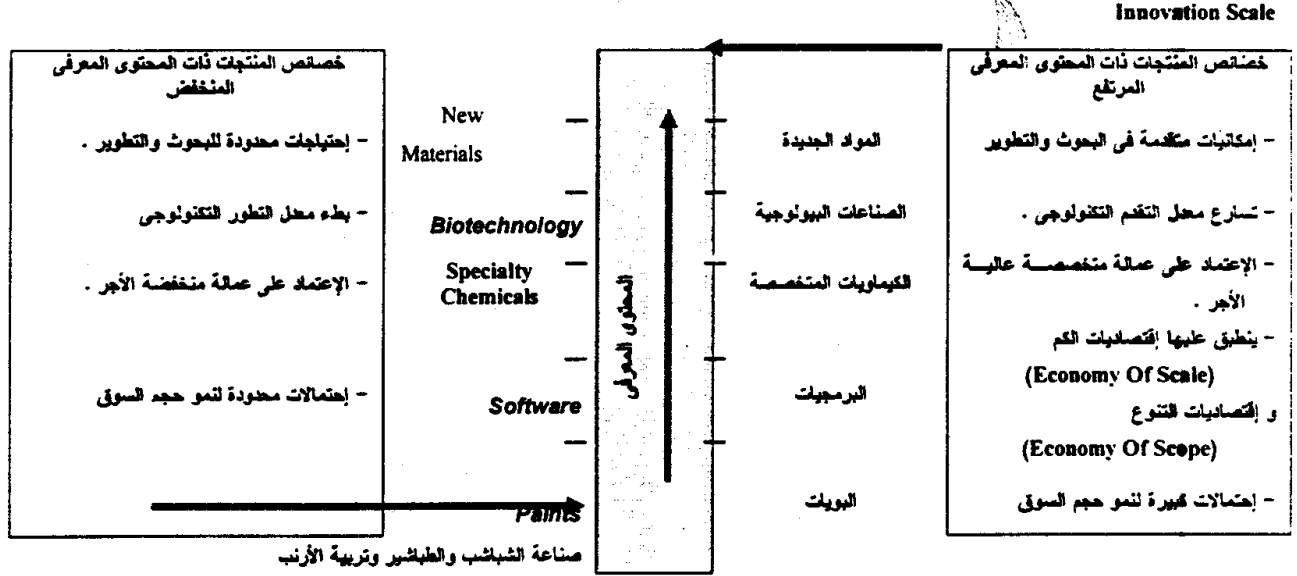 Innovation Scale
خصائص المنتجات ذات المحتوى المعرفى
المرتفع
- إمكانيات متقدمة فى البحوث والتطوير
- تسارع معدل التقدم التكنولوجى .
- الإعتماد على عمالة متخصصة عالية
الأجر .
- ينطبق عليها إقتصاديات الكم
(Economy Of Scale)
و إقتصاديات التنوع
(Economy Of Scope)
- إحتمالات كبيرة لنمو حجم السوق
المواد الجديدة
الصناعات البيولوجية
الكيماويات المتخصصة
البرمجيات
البويات
المحتوى المعرفى
New
Materials
Biotechnology
Specialty
Chemicals
Software
Paints
صناعة الشباشب والطباشير وتربية الأرنب
خصائص المنتجات ذات المحتوى المعرفى
المنخفض
- إحتياجات محدودة للبحوث والتطوير .
- بطء معدل التطور التكنولوجى
- الإعتماد على عمالة منخفضة الأجر .
- إحتمالات محدودة لنمو حجم السوق